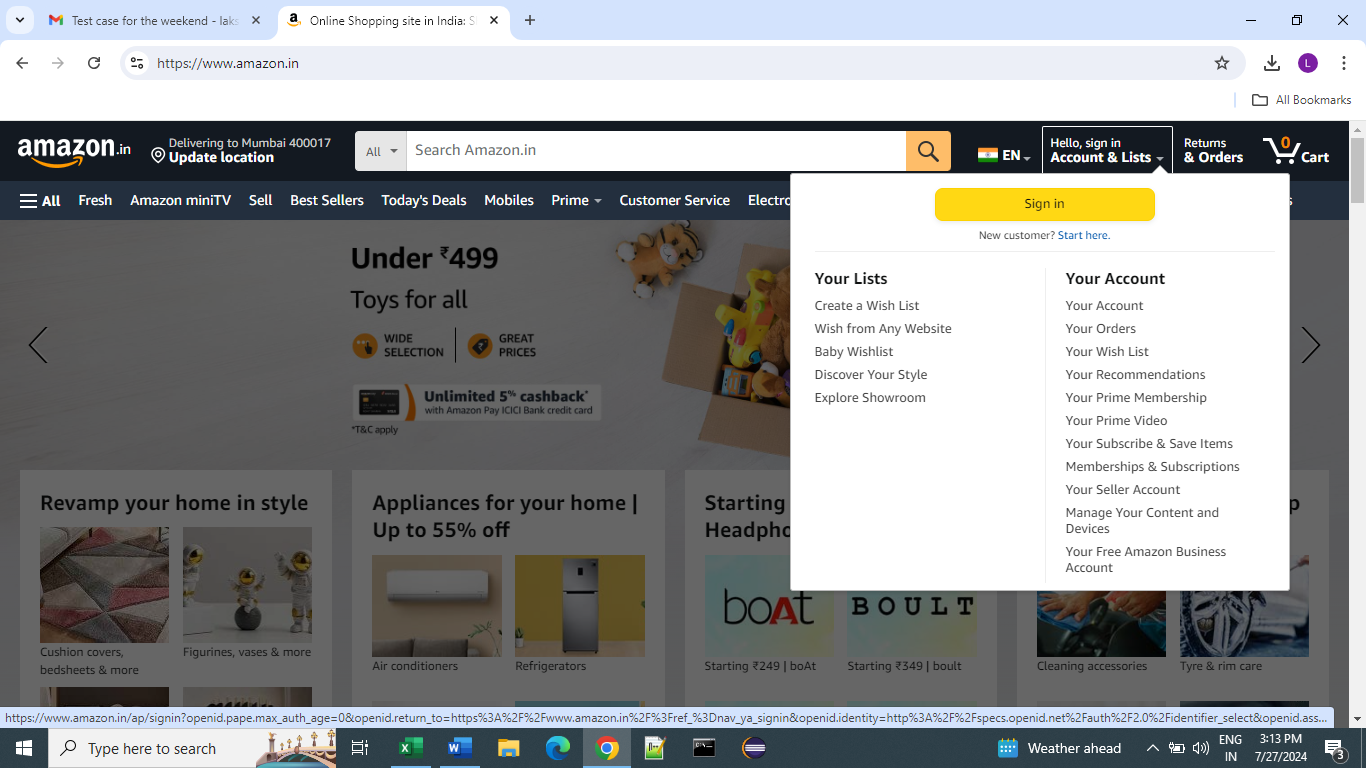 Test case for the weekend - laks
Online Shopping site in India: S
https://www.amazon.in
L
All Bookmarks
amazon.in
Delivering to Mumbai 400017
Update location
All
Search Amazon.in
EN
Hello, sign in
Account & Lists
Returns
& Orders
0
Cart
All
Fresh
Amazon miniTV
Sell
Best Sellers
Today's Deals
Mobiles
Prime
Customer Service
Electro
Sign in
New customer? Start here.
Your Lists
Create a Wish List
Wish from Any Website
Baby Wishlist
Discover Your Style
Explore Showroom
Your Account
Your Account
Your Orders
Your Wish List
Your Recommendations
Your Prime Membership
Your Prime Video
Your Subscribe & Save Items
Memberships & Subscriptions
Your Seller Account
Manage Your Content and
Devices
Your Free Amazon Business
Account
Under ₹499
Toys for all
WIDE
SELECTION
GREAT
PRICES
Unlimited 5% cashback*
with Amazon Pay ICICI Bank credit card
*T&C apply
Revamp your home in style
Cushion covers,
bedsheets & more
Figurines, vases & more
Appliances for your home |
Up to 55% off
Air conditioners
Refrigerators
Starting
Headpho
boAt
BOULT
Starting ₹249 | boAt
Starting ₹349 | boult
Cleaning accessories
Tyre & rim care
https://www.amazon.in/ap/signin?openid.pape.max_auth_age=0&openid.return_to=https%3A%2F%2Fwww.amazon.in%2F%3Fref_%3Dnav_ya_signin&openid.identity=http%3A%2F%2Fspecs.openid.net%2Fauth%2F2.0%2Fidentifier_select&openid.ass...
Type here to search
Weather ahead
ENG
IN
3:13 PM
7/27/2024
3